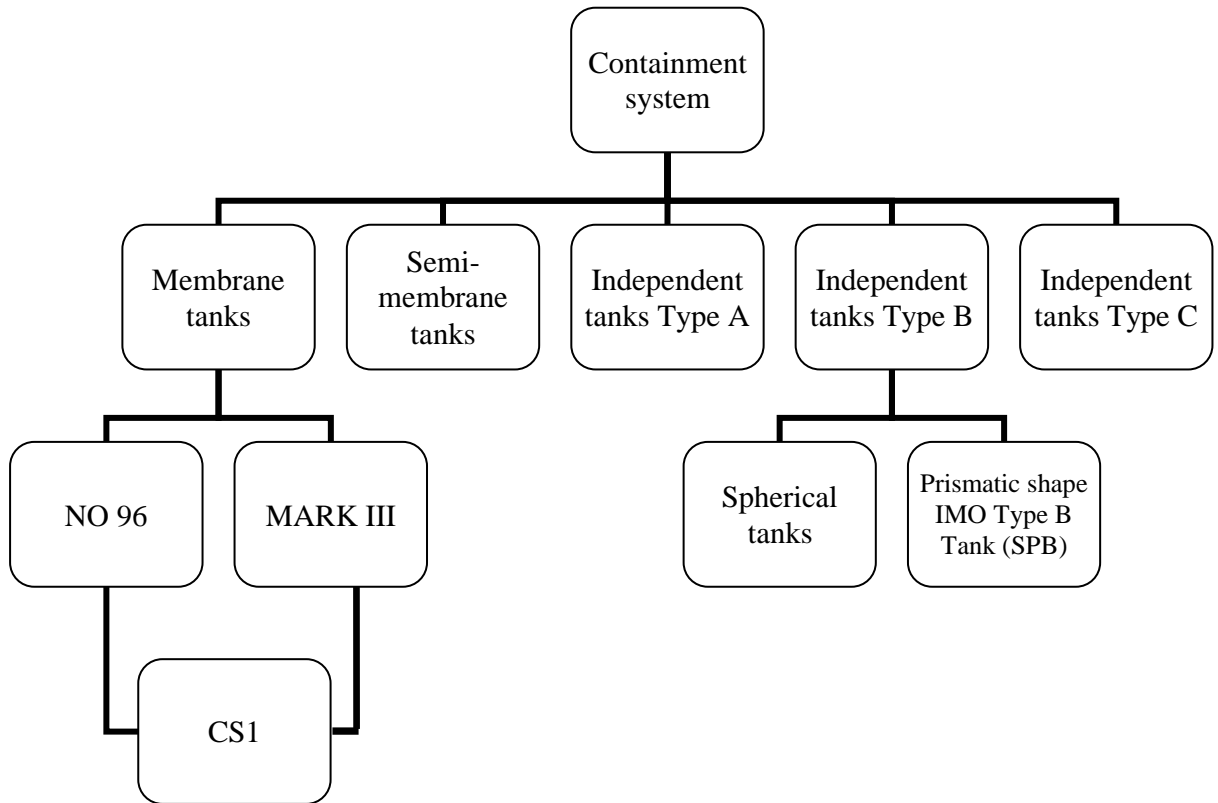 Containment
system
Membrane
tanks
Semi-
membrane
tanks
Independent
tanks Type A
Independent
tanks Type B
Independent
tanks Type C
NO 96
MARK III
Spherical
tanks
Prismatic shape
IMO Type B
Tank (SPB)
CS1